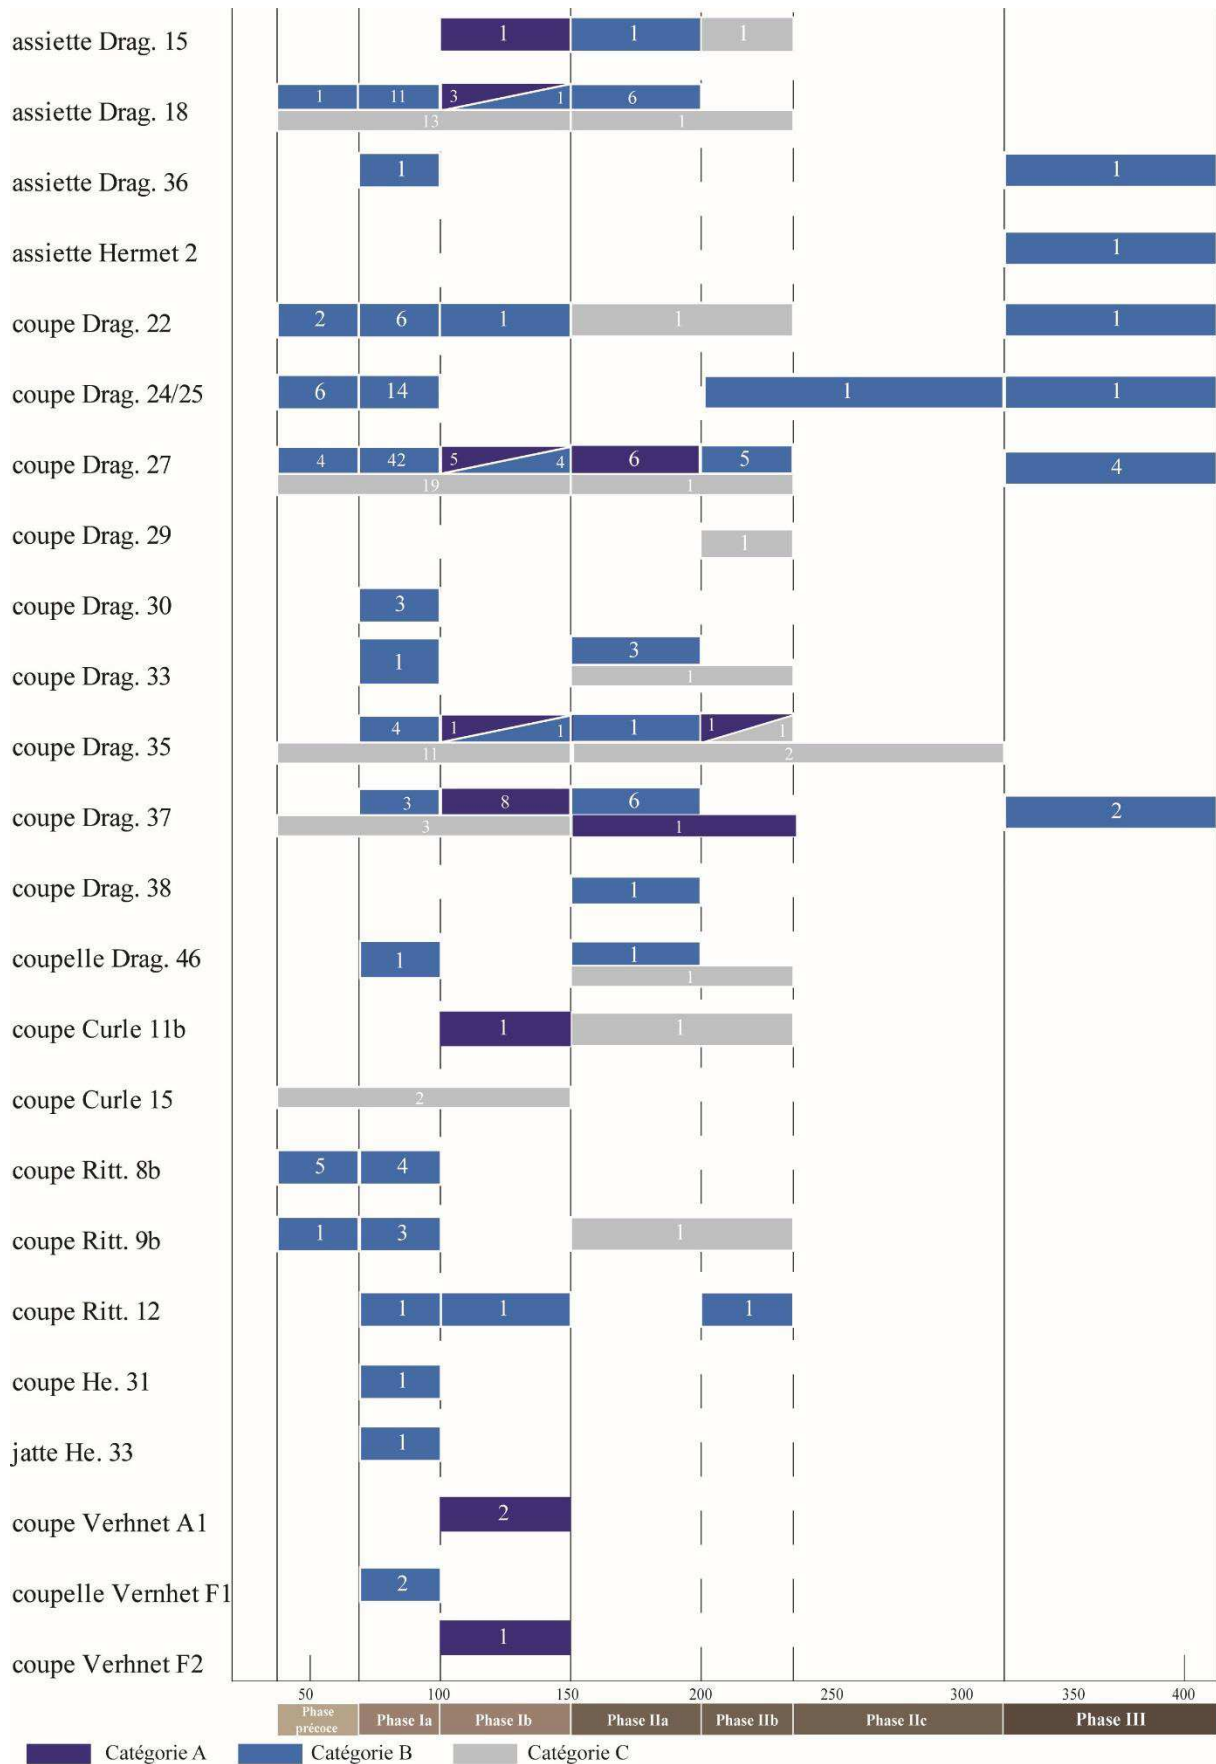 assiette Drag. 15 1 1 1
assiette Drag. 18 1 11 3 1 6
13 1
assiette Drag. 36 1 1
assiette Hermet 2 1
coupe Drag. 22 2 6 1 1 1
coupe Drag. 24/25 6 14 1 1
coupe Drag. 27 4 42 5 4 6 5 4
19 1
coupe Drag. 29 1
coupe Drag. 30 3
coupe Drag. 33 1 3
1
coupe Drag. 35 4 1 1 1 1 1
11 2
coupe Drag. 37 3 8 6 2
3 1
coupe Drag. 38 1
coupelle Drag. 46 1 1
1
coupe Curle 11b 1 1
coupe Curle 15 2
coupe Ritt. 8b 5 4
coupe Ritt. 9b 1 3 1
coupe Ritt. 12 1 1 1
coupe He. 31 1
jatte He. 33 1
coupe Verhnet A1 2
coupelle Vernhet F1 2
coupe Verhnet F2 1
50 100 150 200 250 300 350 400
Phase précoce Phase Ia Phase Ib Phase IIa Phase IIb Phase IIc Phase III
Catégorie A Catégorie B Catégorie C